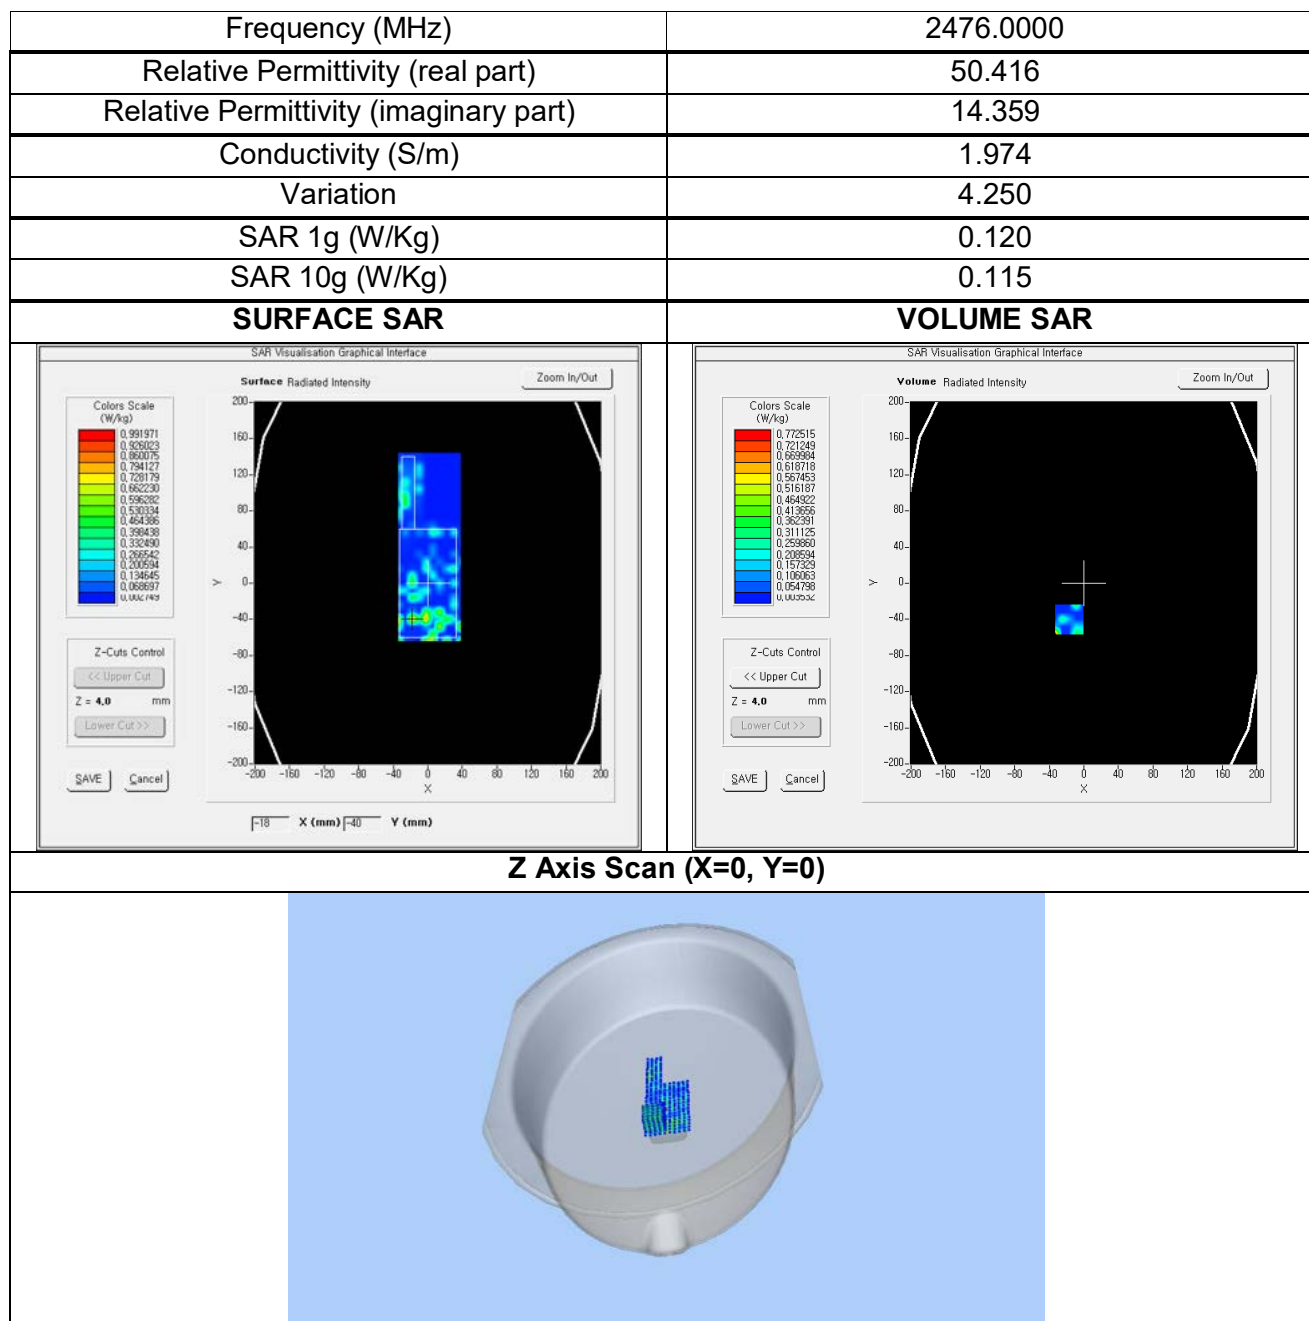 Frequency (MHz) 2476.0000
Relative Permittivity (real part) 50.416
Relative Permittivity (imaginary part) 14.359
Conductivity (S/m) 1.974
Variation 4.250
SAR 1g (W/Kg) 0.120
SAR 10g (W/Kg) 0.115
SURFACE SAR VOLUME SAR
SAR Visualisation Graphical Interface
Surface Radiated Intensity
Zoom In/Out
Colors Scale
(W/kg)
0,991971
0,926023
0,860075
0,794127
0,728179
0,662230
0,596282
0,530334
0,464386
0,398438
0,332490
0,266542
0,200594
0,134645
0,068697
0,002749
Z-Cuts Control
<< Upper Cut
Z = 4.0 mm
Lower Cut >>
SAVE Cancel
200
160
120
80
40
0
-40
-80
-120
-160
-200
Y
-200 -160 -120 -80 -40 0 40 80 120 160 200
X
-18 X (mm) -40 Y (mm)
SAR Visualisation Graphical Interface
Volume Radiated Intensity
Zoom In/Out
Colors Scale
(W/kg)
0,772515
0,721249
0,669984
0,618718
0,567453
0,516187
0,464922
0,413656
0,362391
0,311125
0,259860
0,208594
0,157329
0,106063
0,054798
0,003532
Z-Cuts Control
<< Upper Cut
Z = 4.0 mm
Lower Cut >>
SAVE Cancel
200
160
120
80
40
0
-40
-80
-120
-160
-200
Y
-200 -160 -120 -80 -40 0 40 80 120 160 200
X
Z Axis Scan (X=0, Y=0)